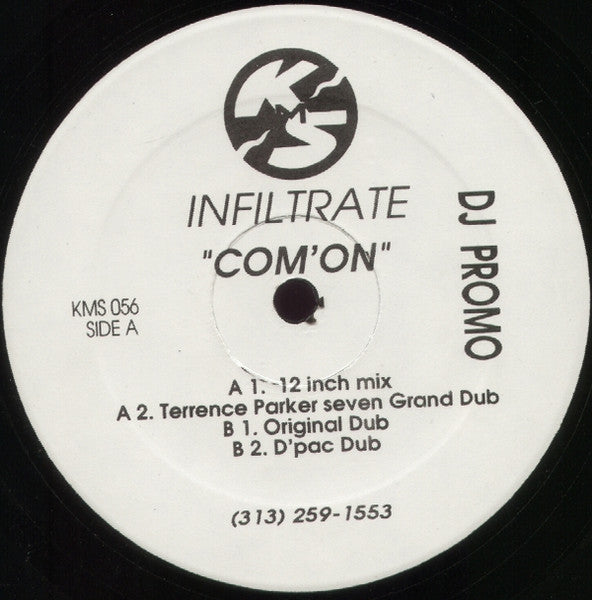 KMS
INFILTRATE
"COM'ON"
DJ PROMO
KMS 056
SIDE A
A 1. 12 inch mix
A 2. Terrence Parker seven Grand Dub
B 1. Original Dub
B 2. D'pac Dub
(313) 259-1553